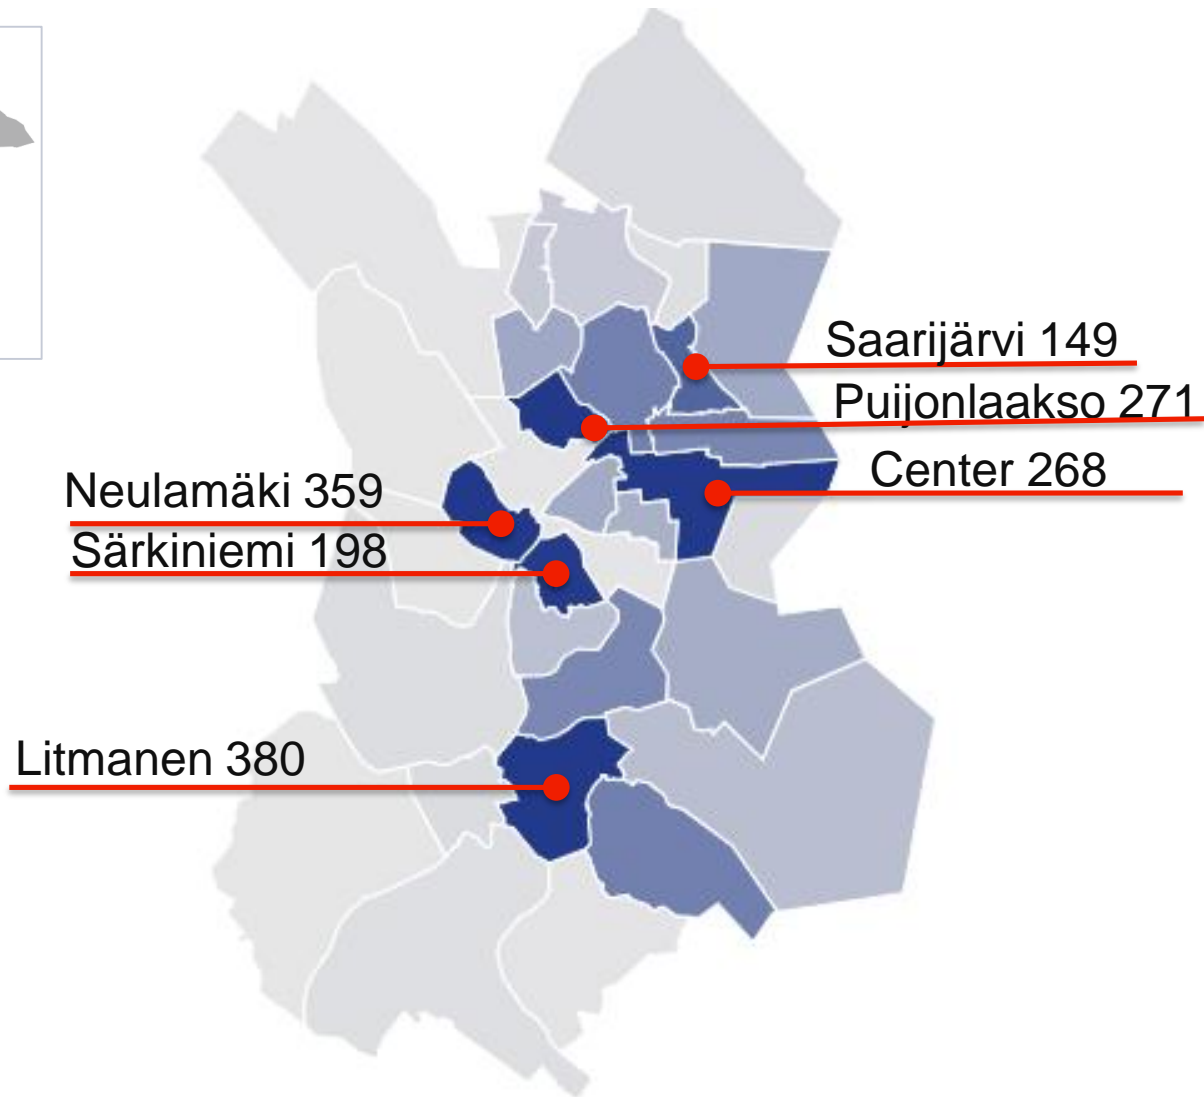 Saarijärvi 149
Puijonlaakso 271
Center 268
Neulamäki 359
Särkiniemi 198
Litmanen 380